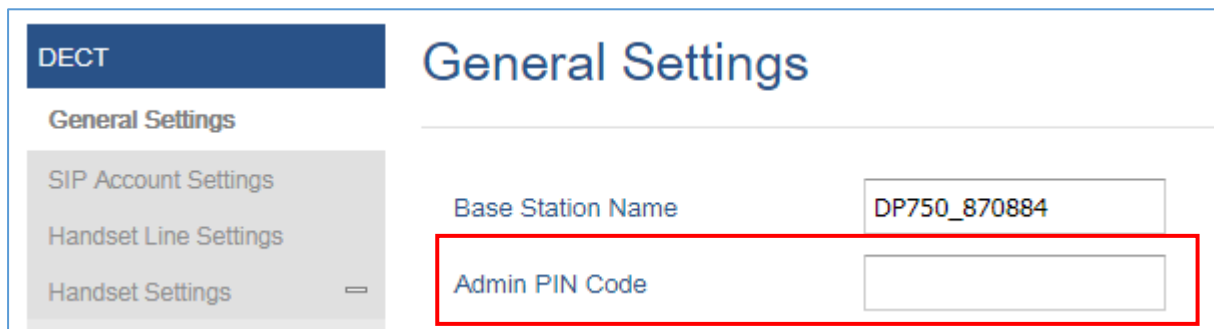 DECT
General Settings
SIP Account Settings
Handset Line Settings
Handset Settings
General Settings
Base Station Name
DP750_870884
Admin PIN Code